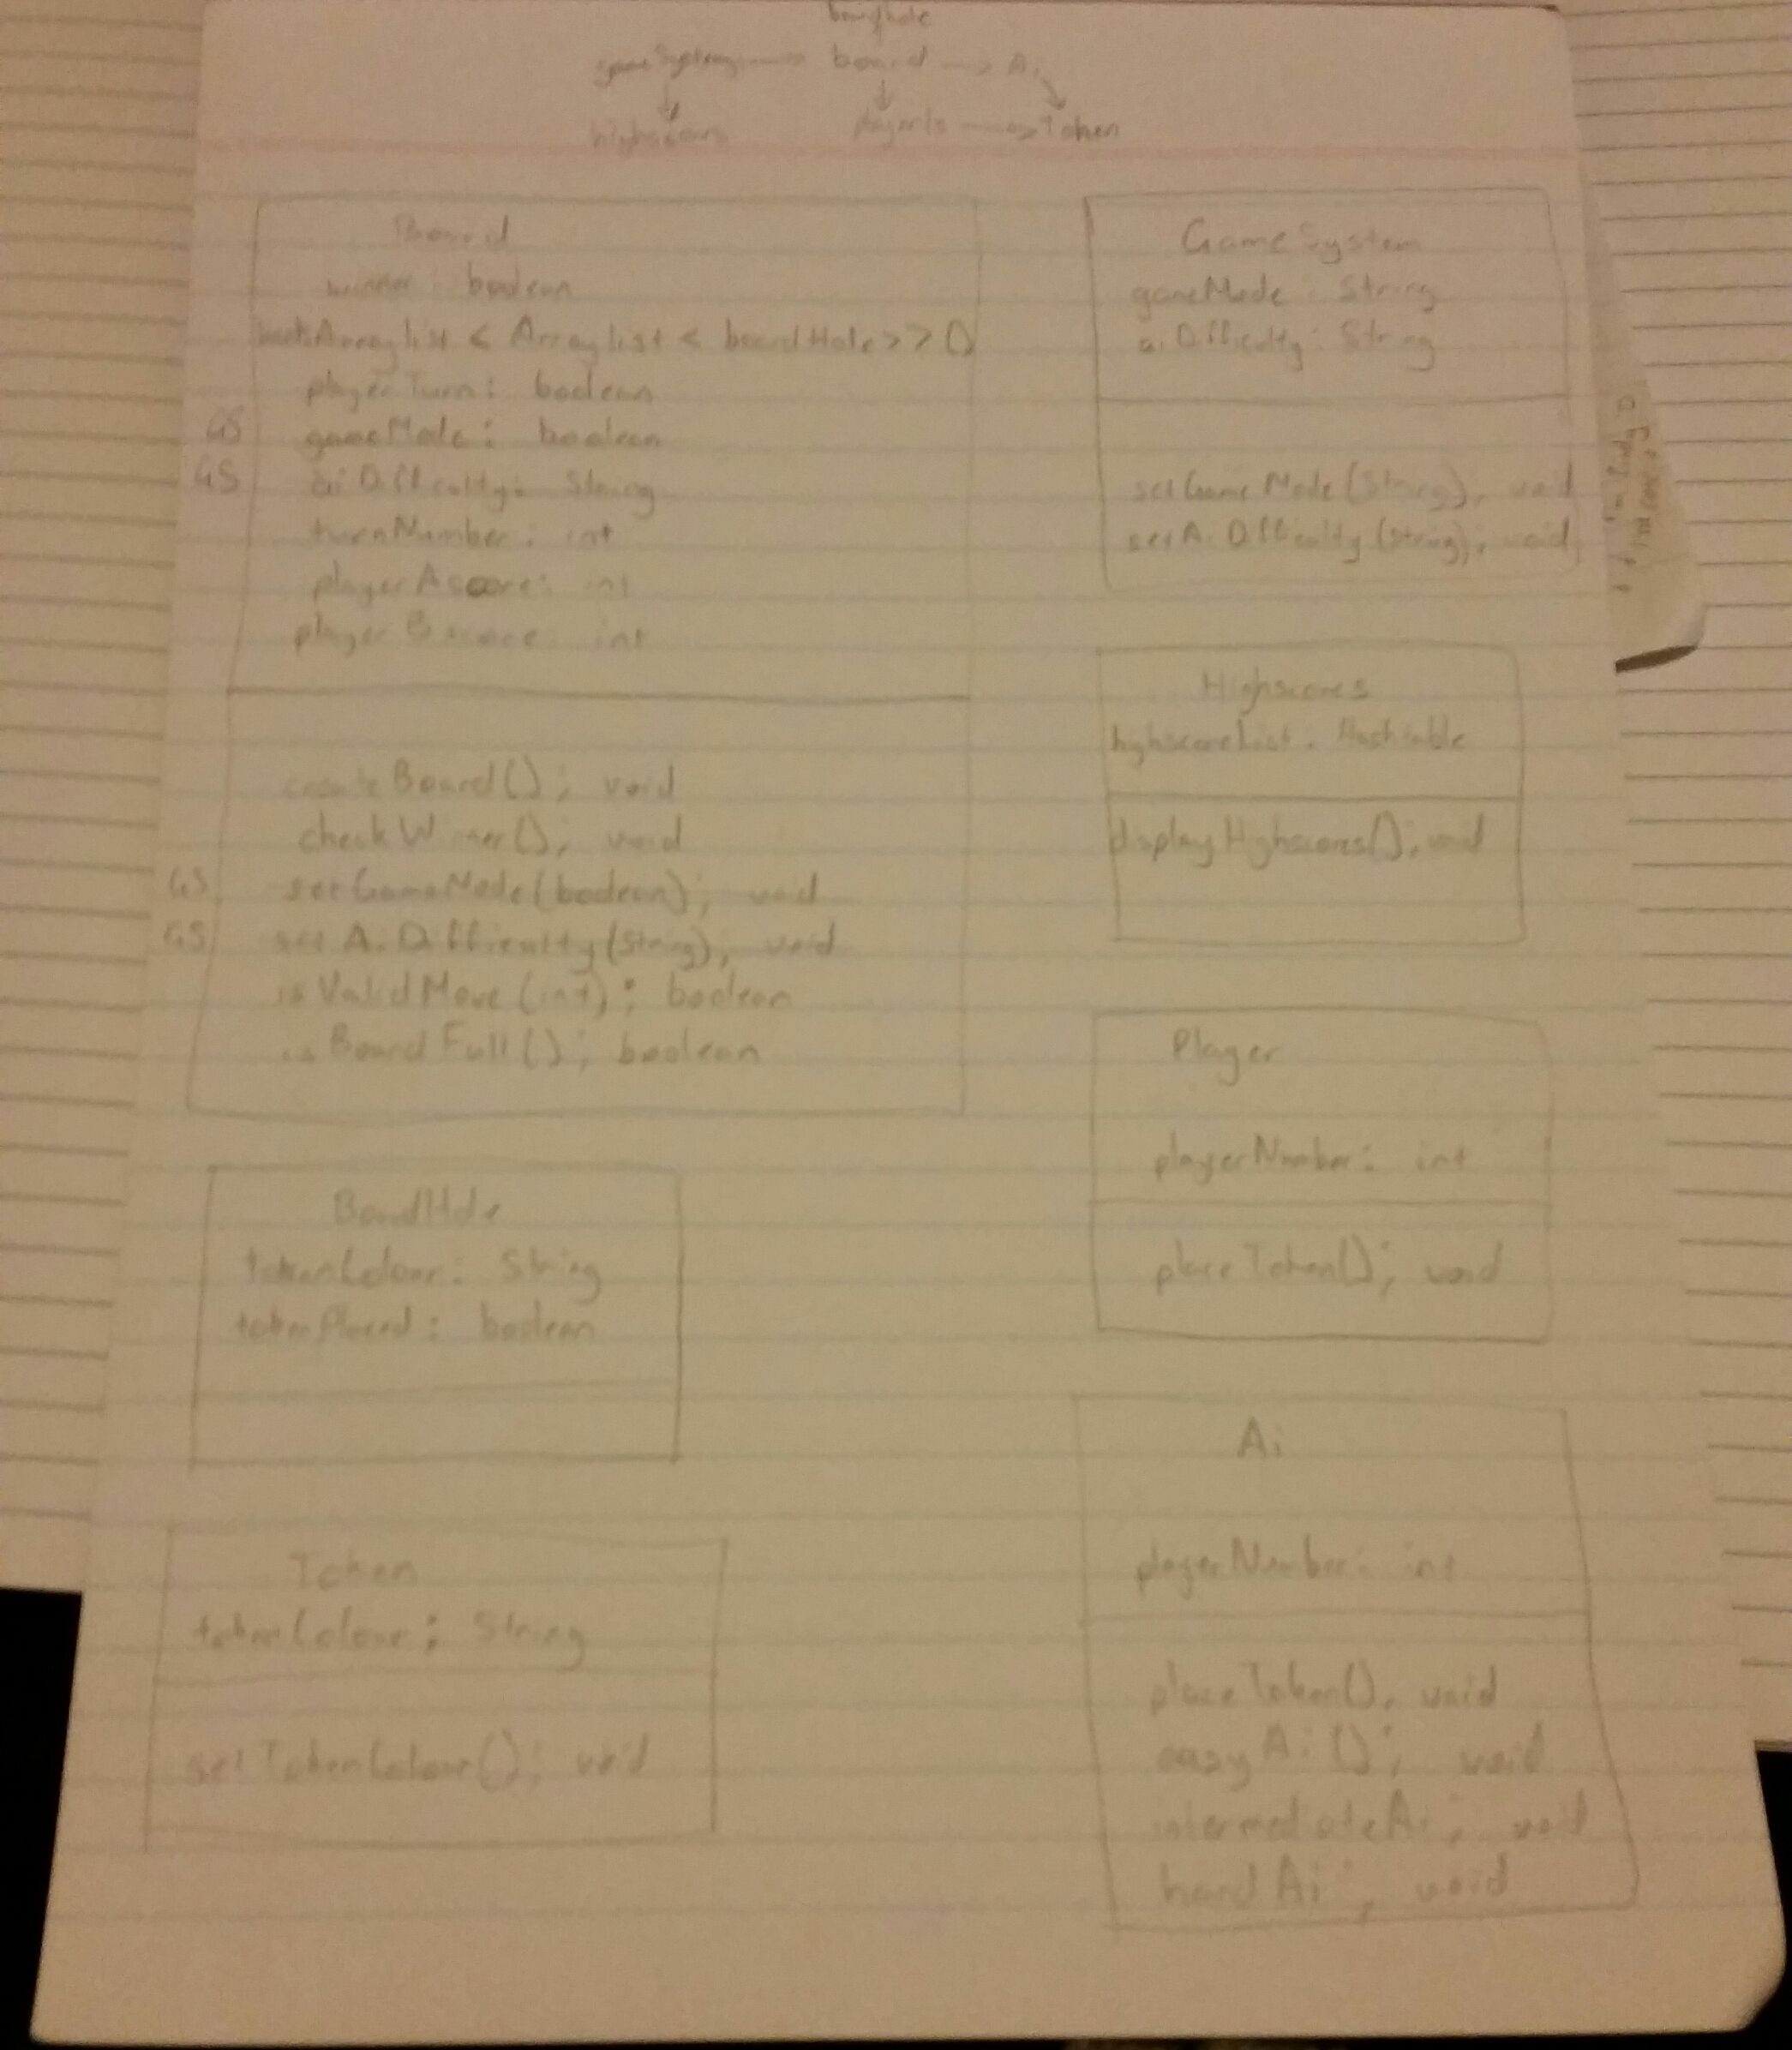 boardhole
gameSystem → board → Ai
highscores players → Token
Board
winner: boolean
ArrayList < ArrayList < boardHole >> ()
playerTurn: boolean
GS gameMode: boolean
GS aiDifficulty: String
turnNumber: int
playerAscore: int
playerBscore: int
createBoard(); void
checkWinner(); void
GS setGameMode(boolean); void
GS setAiDifficulty(String); void
isValidMove(int); boolean
isBoardFull(); boolean
BoardHole
tokenColour: String
tokenPlaced: boolean
Token
tokenColour: String
setTokenColour(); void
GameSystem
gameMode: String
aiDifficulty: String
setGameMode(String); void
setAiDifficulty(String); void
Highscores
highscoreList: Hashtable
displayHighscores(); void
Player
playerNumber: int
placeToken(); void
Ai
playerNumber: int
placeToken(); void
easyAi(); void
intermediateAi; void
hardAi; void